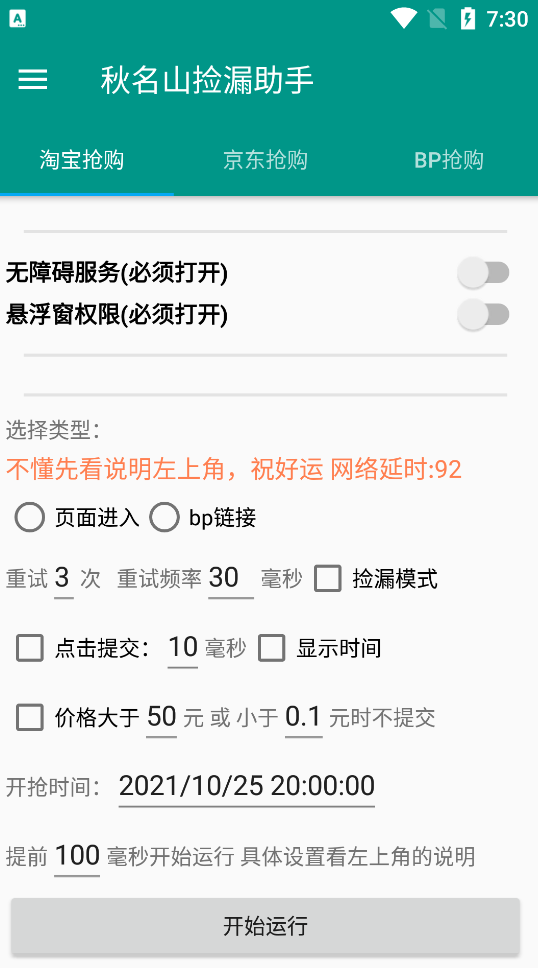 A 7:30
秋名山捡漏助手
淘宝抢购 京东抢购 BP抢购
无障碍服务(必须打开)
悬浮窗权限(必须打开)
选择类型：
不懂先看说明左上角，祝好运 网络延时:92
页面进入 bp链接
重试 3 次 重试频率 30 毫秒 捡漏模式
点击提交： 10 毫秒 显示时间
价格大于 50 元 或 小于 0.1 元时不提交
开抢时间： 2021/10/25 20:00:00
提前 100 毫秒开始运行 具体设置看左上角的说明
开始运行